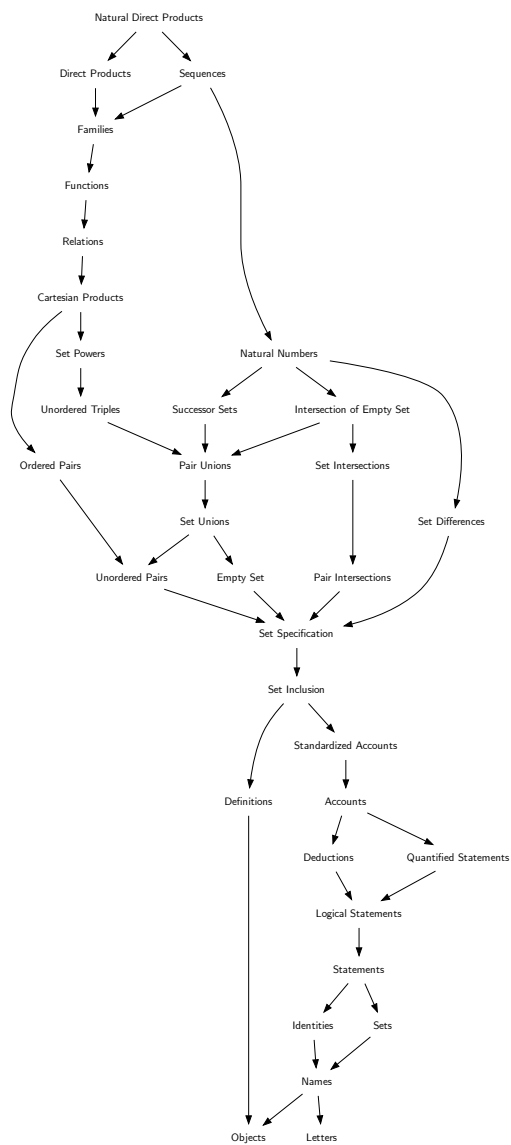 Natural Direct Products
Direct Products
Sequences
Families
Functions
Relations
Cartesian Products
Set Powers
Natural Numbers
Unordered Triples
Successor Sets
Intersection of Empty Set
Ordered Pairs
Pair Unions
Set Intersections
Set Unions
Set Differences
Unordered Pairs
Empty Set
Pair Intersections
Set Specification
Set Inclusion
Standardized Accounts
Definitions
Accounts
Deductions
Quantified Statements
Logical Statements
Statements
Identities
Sets
Names
Objects
Letters